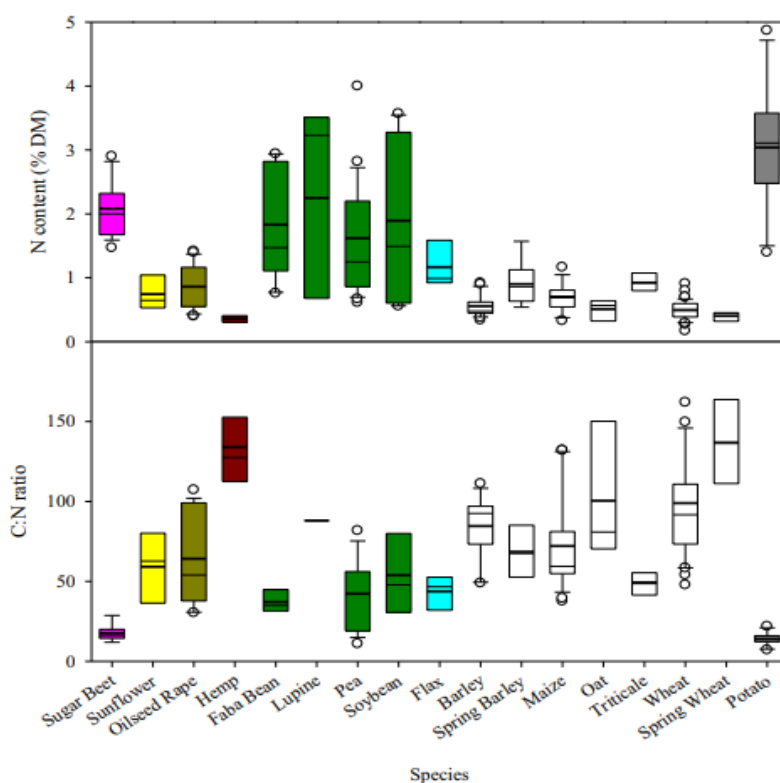 5
4
3
2
1
0
N content (% DM)
150
100
50
0
C:N ratio
Sugar Beet
Sunflower
Oilseed Rape
Hemp
Faba Bean
Lupine
Pea
Soybean
Flax
Barley
Spring Barley
Maize
Oat
Triticale
Wheat
Spring Wheat
Potato
Species